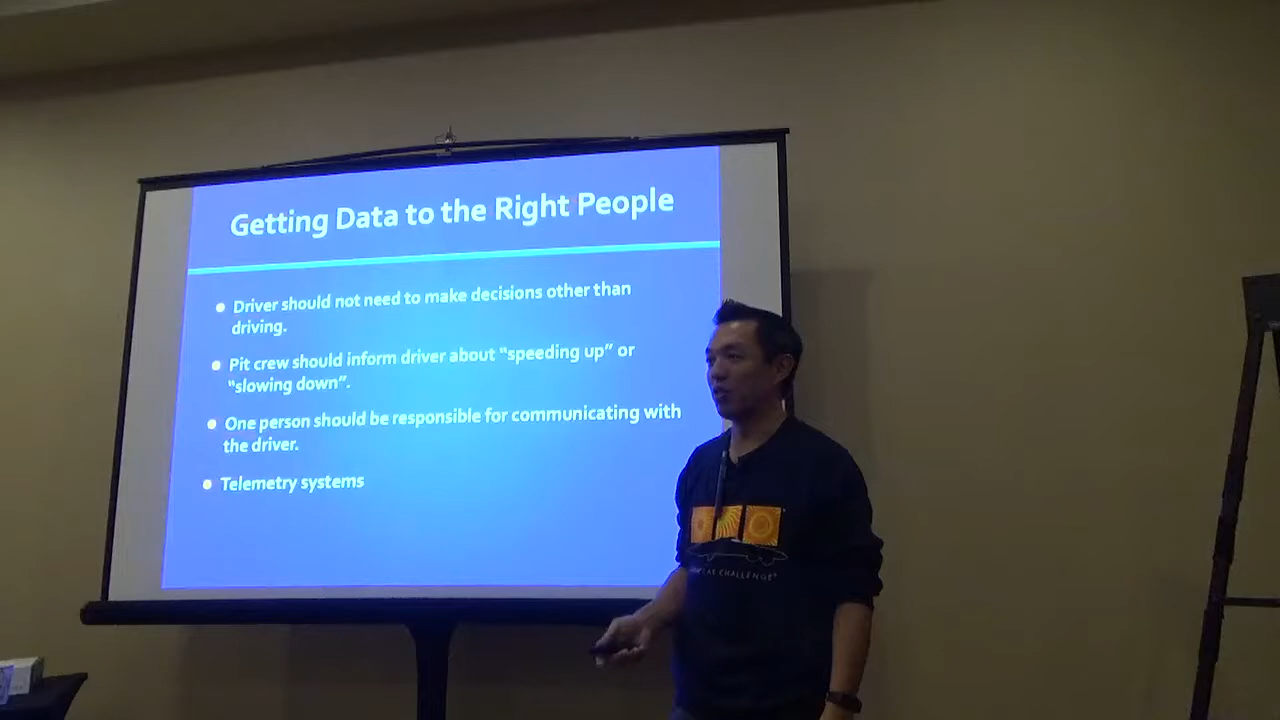 Getting Data to the Right People
Driver should not need to make decisions other than
driving.
Pit crew should inform driver about “speeding up” or
“slowing down”.
One person should be responsible for communicating with
the driver.
Telemetry systems
CHALLENGE